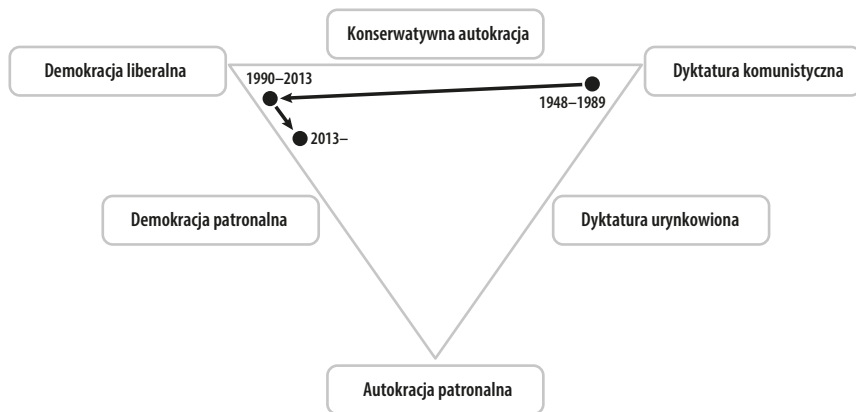 Konserwatywna autokracja
Demokracja liberalna
Dyktatura komunistyczna
1990–2013
1948–1989
2013–
Demokracja patronalna
Dyktatura urynkowiona
Autokracja patronalna